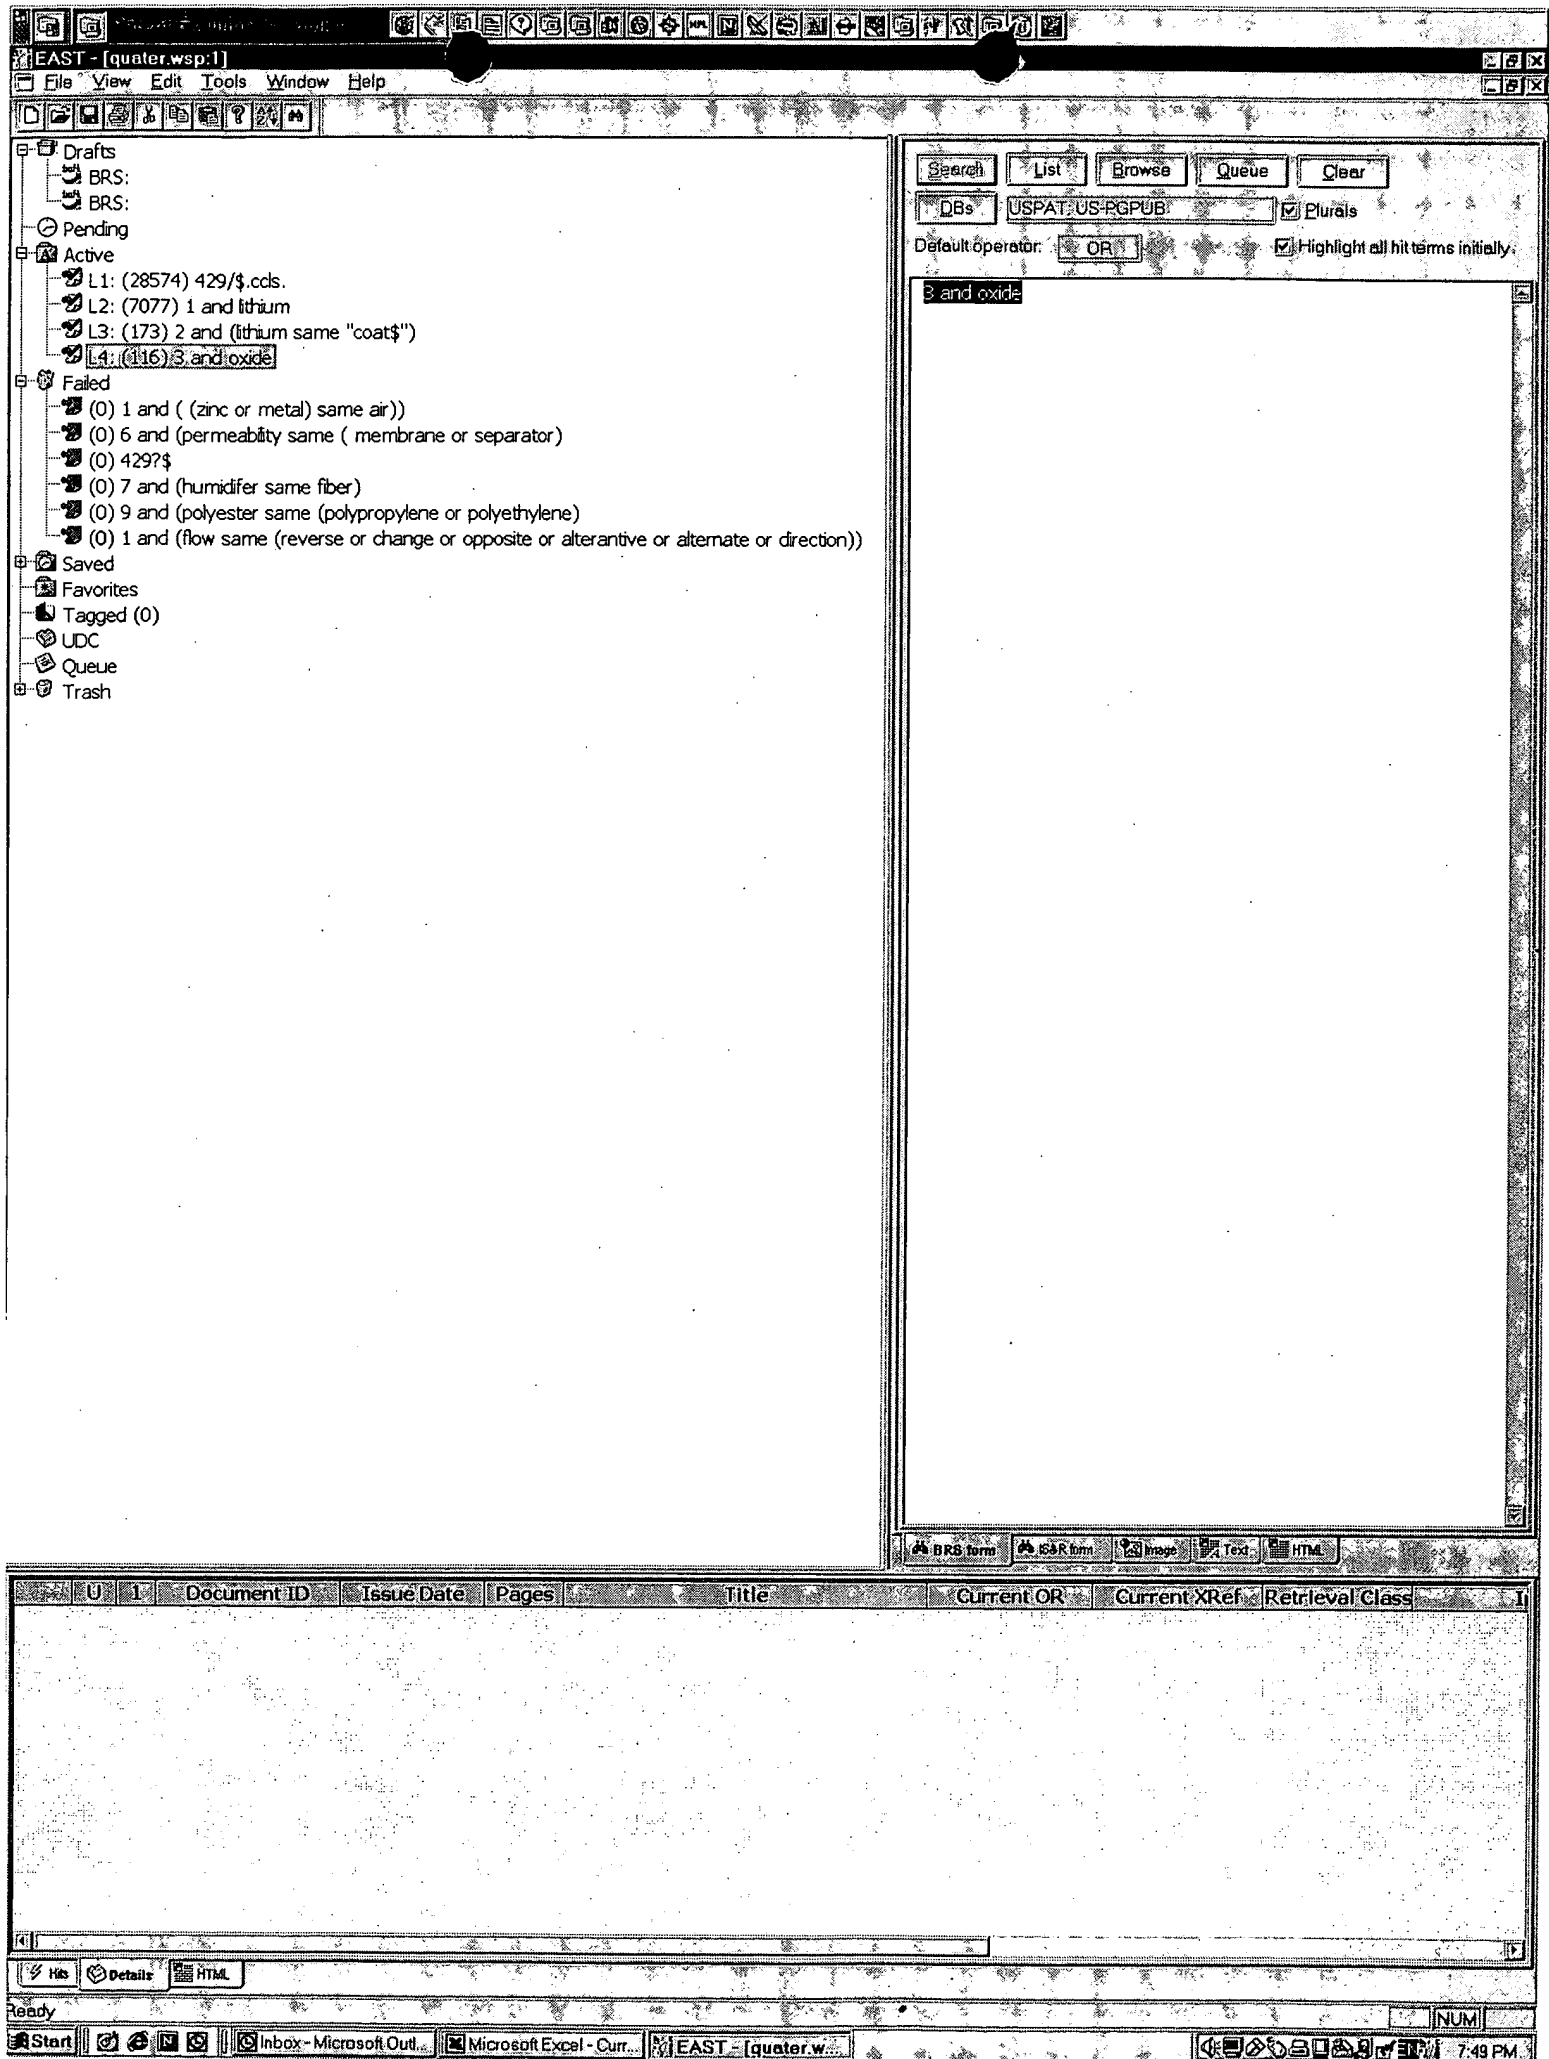 EAST - [quater.wsp:1]
File View Edit Tools Window Help
Drafts
BRS:
BRS:
Pending
Active
L1: (28574) 429/$.ccls.
L2: (7077) 1 and lithium
L3: (173) 2 and (lithium same "coat$")
L4: (116) 3 and oxide
Failed
(0) 1 and ( (zinc or metal) same air))
(0) 6 and (permeability same ( membrane or separator)
(0) 429?$
(0) 7 and (humidifer same fiber)
(0) 9 and (polyester same (polypropylene or polyethylene)
(0) 1 and (flow same (reverse or change or opposite or alterantive or alternate or direction))
Saved
Favorites
Tagged (0)
UDC
Queue
Trash
Search List Browse Queue Clear
DBs USPAT; US-PGPUB Plurals
Default operator: OR Highlight all hit terms initially
3 and oxide
BRS form IS&R form Image Text HTML
U 1 Document ID Issue Date Pages Title Current OR Current XRef Retrieval Class
Hits Details HTML
Ready
NUM
Start Inbox - Microsoft Outl... Microsoft Excel - Curr... EAST - [quater.w... 7:49 PM